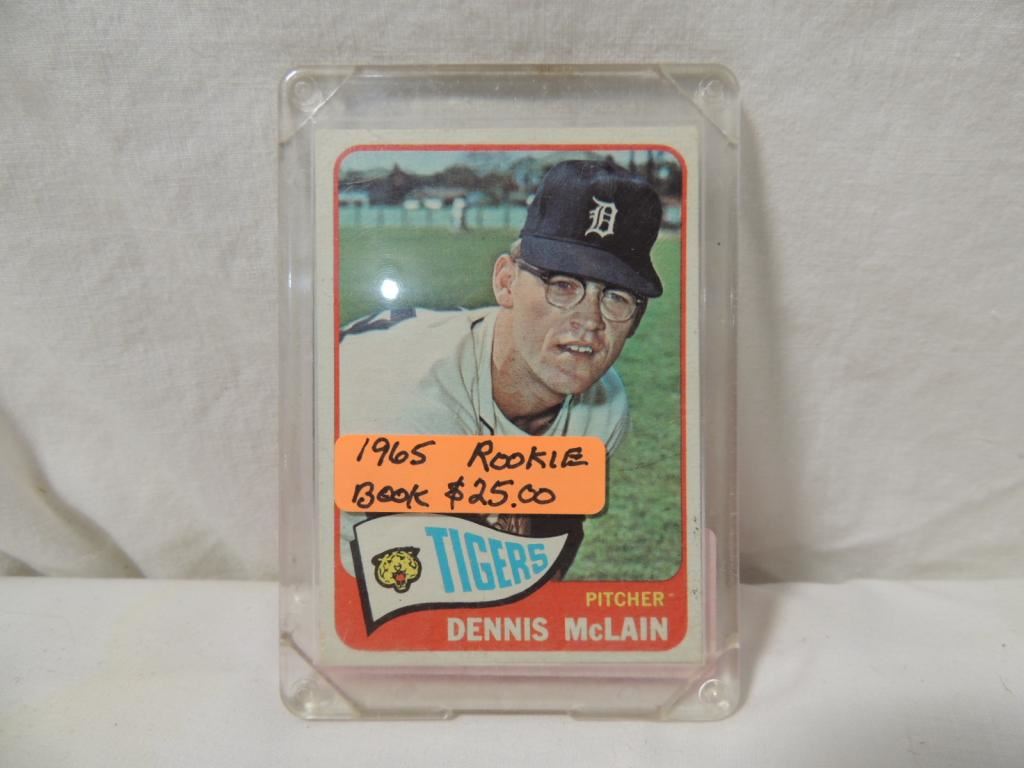 D
1965 ROOKIE
BOOK $25.00
TIGERS
PITCHER
DENNIS McLAIN